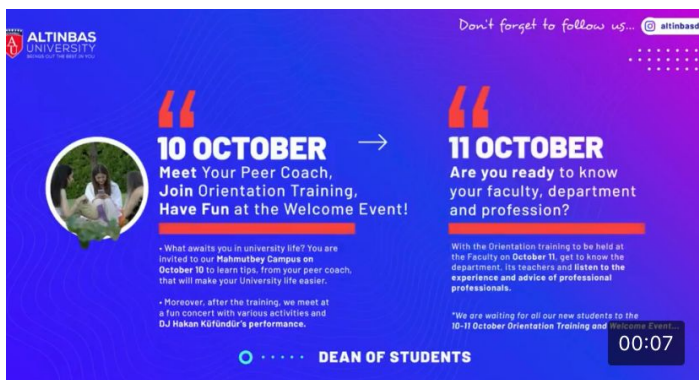 ALTINBAS
UNIVERSITY
BRINGS OUT THE BEST IN YOU
Don't forget to follow us...
altinbasd
10 OCTOBER
Meet Your Peer Coach,
Join Orientation Training,
Have Fun at the Welcome Event!
• What awaits you in university life? You are
invited to our Mahmutbey Campus on
October 10 to learn tips, from your peer coach,
that will make your University life easier.
• Moreover, after the training, we meet at
a fun concert with various activities and
DJ Hakan Küfündür's performance.
11 OCTOBER
Are you ready to know
your faculty, department
and profession?
With the Orientation training to be held at
the Faculty on October 11, get to know the
department, its teachers and listen to the
experience and advice of professional
professionals.
"We are waiting for all our new students to the
10-11 October Orientation Training and Welcome Event...
00:07
DEAN OF STUDENTS